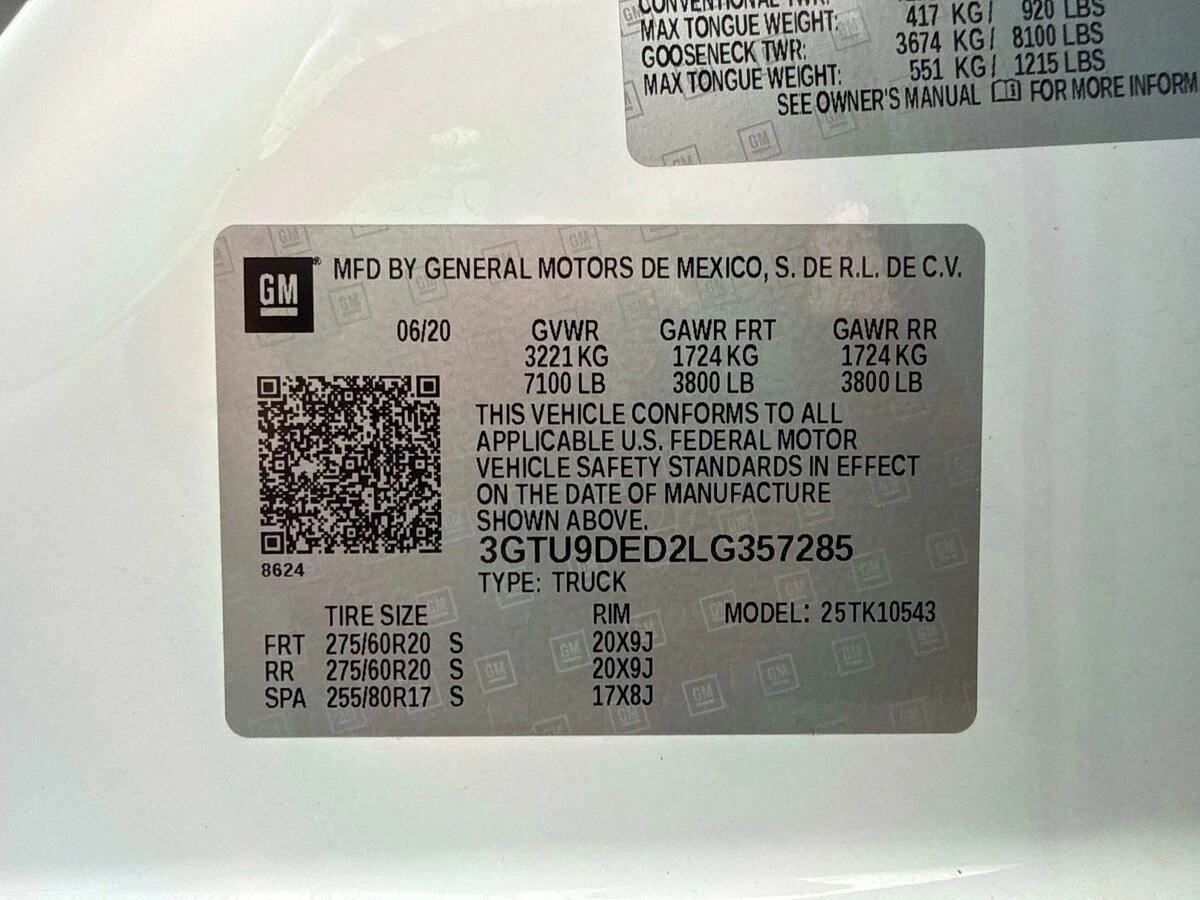 CONVENTIONAL TWR:
MAX TONGUE WEIGHT: 417 KG/ 920 LBS
GOOSENECK TWR: 3674 KG/ 8100 LBS
MAX TONGUE WEIGHT: 551 KG/ 1215 LBS
SEE OWNER'S MANUAL FOR MORE INFORM
GM
MFD BY GENERAL MOTORS DE MEXICO, S. DE R.L. DE C.V.
06/20 GVWR GAWR FRT GAWR RR
3221 KG 1724 KG 1724 KG
7100 LB 3800 LB 3800 LB
THIS VEHICLE CONFORMS TO ALL
APPLICABLE U.S. FEDERAL MOTOR
VEHICLE SAFETY STANDARDS IN EFFECT
ON THE DATE OF MANUFACTURE
SHOWN ABOVE.
3GTU9DED2LG357285
8624
TYPE: TRUCK
TIRE SIZE RIM MODEL: 25TK10543
FRT 275/60R20 S 20X9J
RR 275/60R20 S 20X9J
SPA 255/80R17 S 17X8J